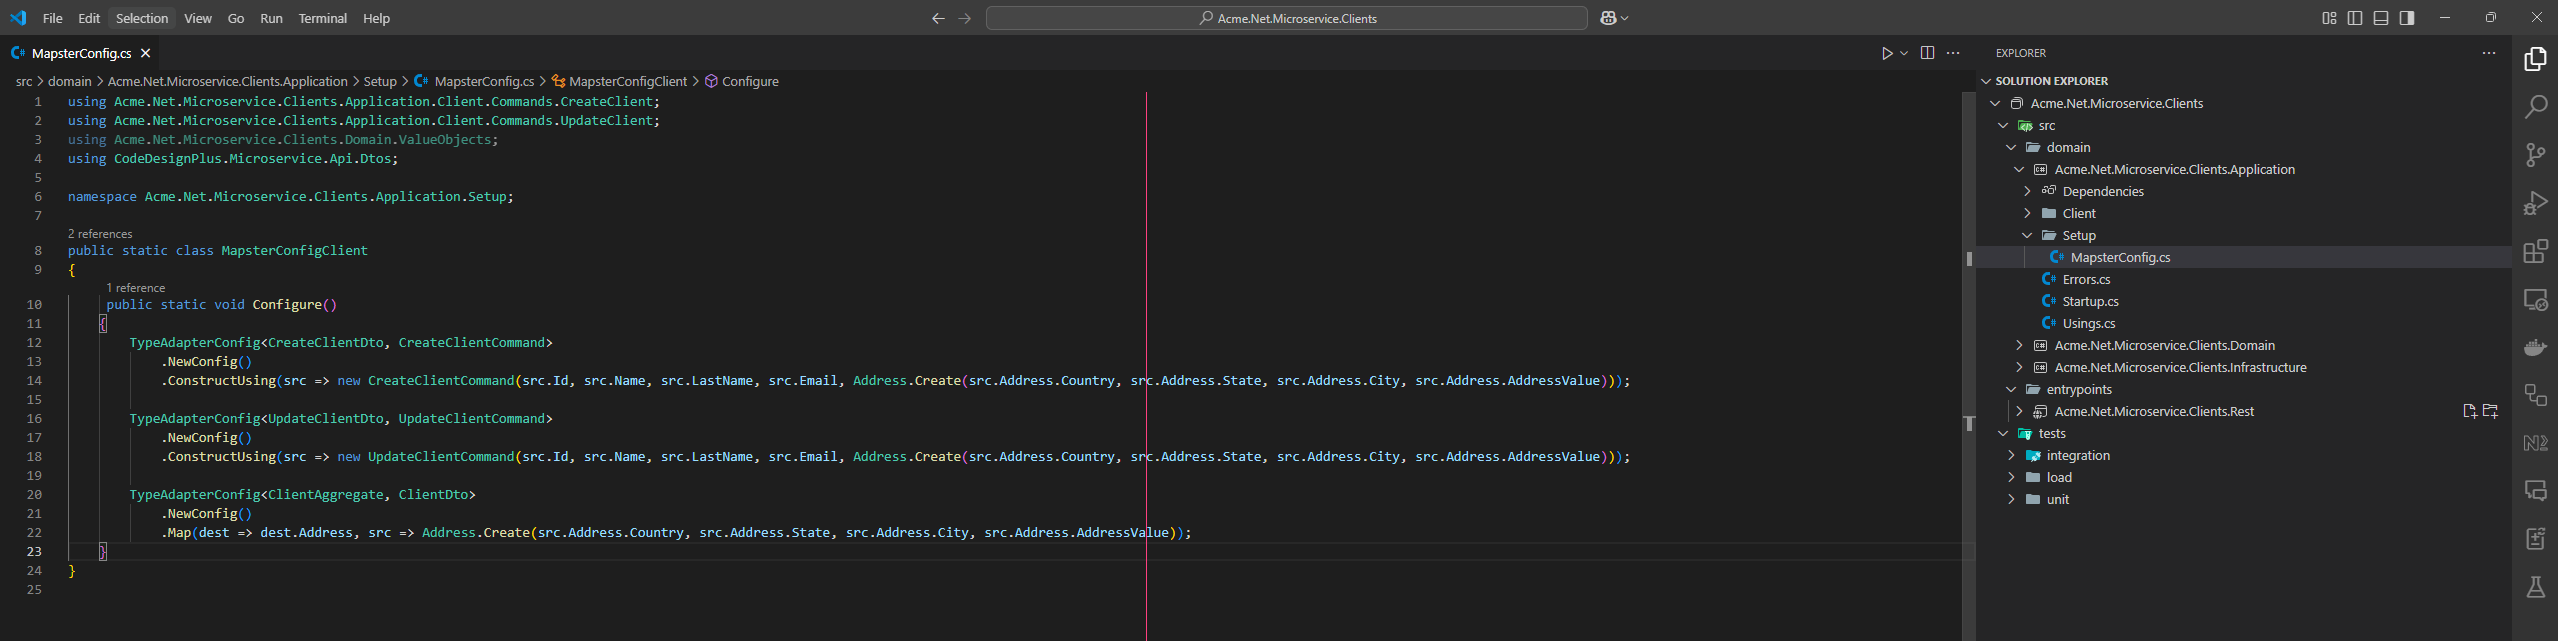 File Edit Selection View Go Run Terminal Help
Acme.Net.Microservice.Clients
MapsterConfig.cs
src > domain > Acme.Net.Microservice.Clients.Application > Setup > MapsterConfig.cs > MapsterConfigClient > Configure
1 using Acme.Net.Microservice.Clients.Application.Client.Commands.CreateClient;
2 using Acme.Net.Microservice.Clients.Application.Client.Commands.UpdateClient;
3 using Acme.Net.Microservice.Clients.Domain.ValueObjects;
4 using CodeDesignPlus.Microservice.Api.Dtos;
5
6 namespace Acme.Net.Microservice.Clients.Application.Setup;
7
2 references
8 public static class MapsterConfigClient
9 {
1 reference
10 public static void Configure()
11 {
12 TypeAdapterConfig<CreateClientDto, CreateClientCommand>
13 .NewConfig()
14 .ConstructUsing(src => new CreateClientCommand(src.Id, src.Name, src.LastName, src.Email, Address.Create(src.Address.Country, src.Address.State, src.Address.City, src.Address.AddressValue)));
15
16 TypeAdapterConfig<UpdateClientDto, UpdateClientCommand>
17 .NewConfig()
18 .ConstructUsing(src => new UpdateClientCommand(src.Id, src.Name, src.LastName, src.Email, Address.Create(src.Address.Country, src.Address.State, src.Address.City, src.Address.AddressValue)));
19
20 TypeAdapterConfig<ClientAggregate, ClientDto>
21 .NewConfig()
22 .Map(dest => dest.Address, src => Address.Create(src.Address.Country, src.Address.State, src.Address.City, src.Address.AddressValue));
23 }
24 }
25
EXPLORER
SOLUTION EXPLORER
Acme.Net.Microservice.Clients
src
domain
Acme.Net.Microservice.Clients.Application
Dependencies
Client
Setup
MapsterConfig.cs
Errors.cs
Startup.cs
Usings.cs
Acme.Net.Microservice.Clients.Domain
Acme.Net.Microservice.Clients.Infrastructure
entrypoints
Acme.Net.Microservice.Clients.Rest
tests
integration
load
unit